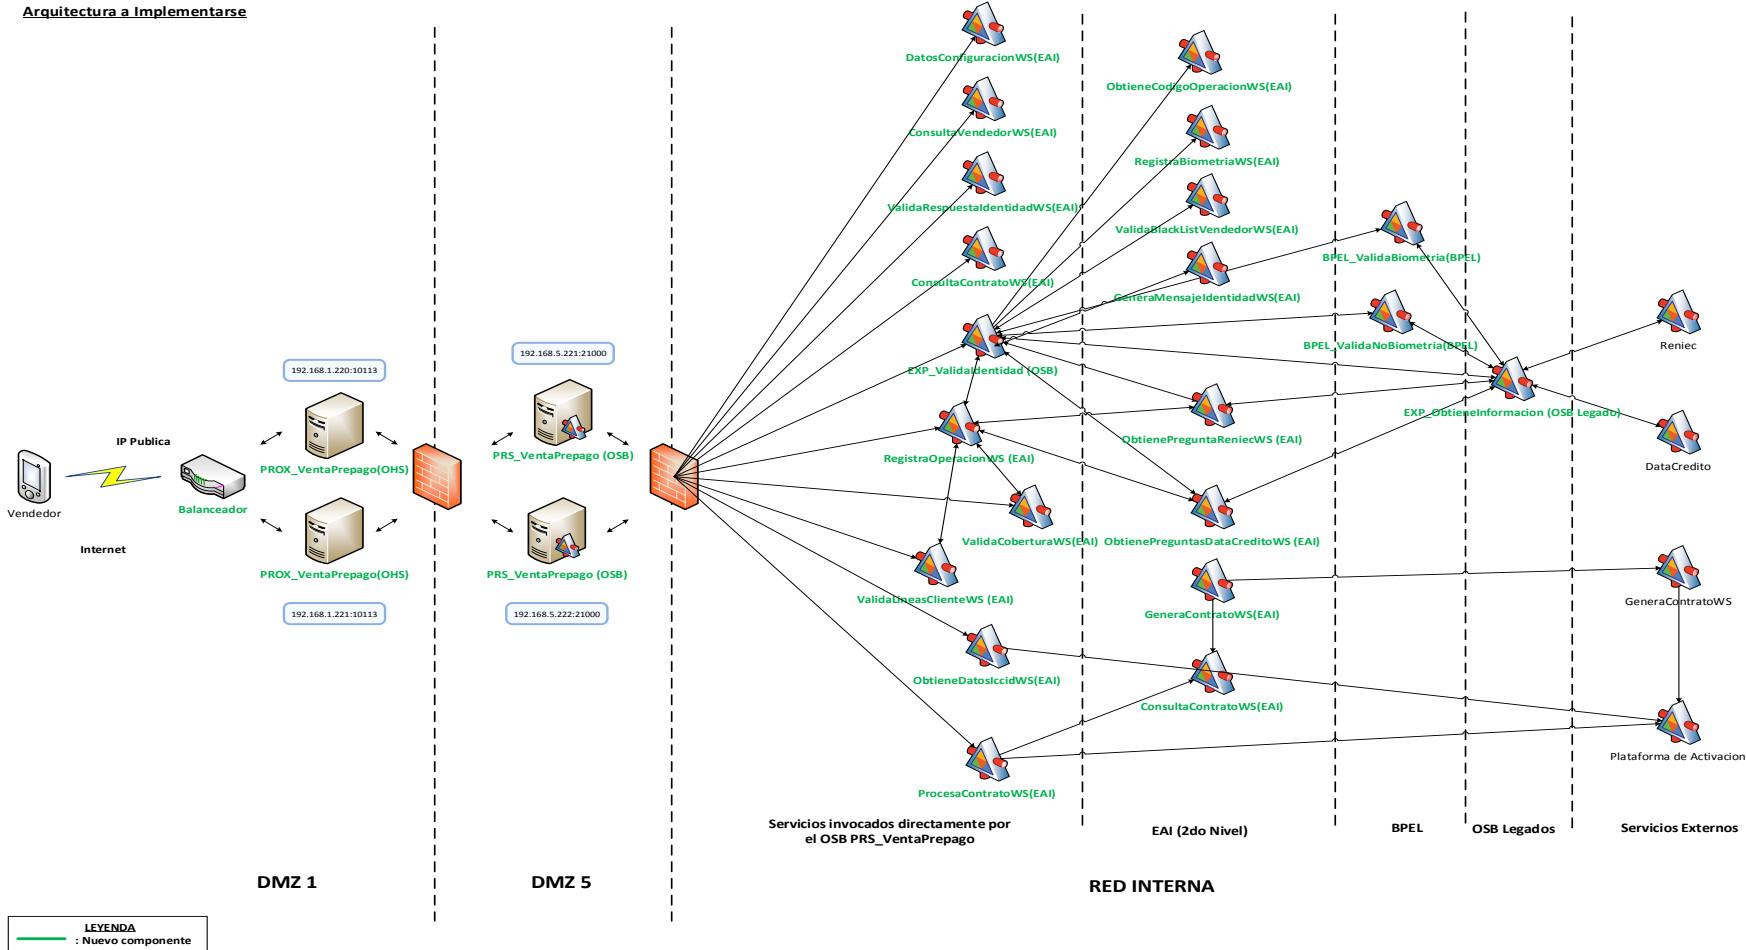 Arquitectura a Implementarse
Vendedor
IP Publica
Internet
Balanceador
192.168.1.220:10113
PROX_VentaPrepago(OHS)
PROX_VentaPrepago(OHS)
192.168.1.221:10113
192.168.5.221:21000
PRS_VentaPrepago (OSB)
PRS_VentaPrepago (OSB)
192.168.5.222:21000
DatosConfiguracionWS(EAI)
ConsultaVendedorWS(EAI)
ValidaRespuestaIdentidadWS(EAI)
ConsultaContratoWS(EAI)
EXP_ValidaIdentidad (OSB)
RegistraOperacionWS (EAI)
ValidaCoberturaWS(EAI)
ValidaLineasClienteWS (EAI)
ObtieneDatosIccidWS(EAI)
ProcesaContratoWS(EAI)
ObtieneCodigoOperacionWS(EAI)
RegistraBiometriaWS(EAI)
ValidaBlackListVendedorWS(EAI)
GeneraMensajeIdentidadWS(EAI)
ObtienePreguntaReniecWS (EAI)
ObtienePreguntasDataCreditoWS (EAI)
GeneraContratoWS(EAI)
ConsultaContratoWS(EAI)
BPEL_ValidaBiometria(BPEL)
BPEL_ValidaNoBiometria(BPEL)
EXP_ObtieneInformacion (OSB Legado)
Reniec
DataCredito
GeneraContratoWS
Plataforma de Activacion
Servicios invocados directamente por
el OSB PRS_VentaPrepago
EAI (2do Nivel)
BPEL
OSB Legados
Servicios Externos
DMZ 1
DMZ 5
RED INTERNA
LEYENDA
: Nuevo componente